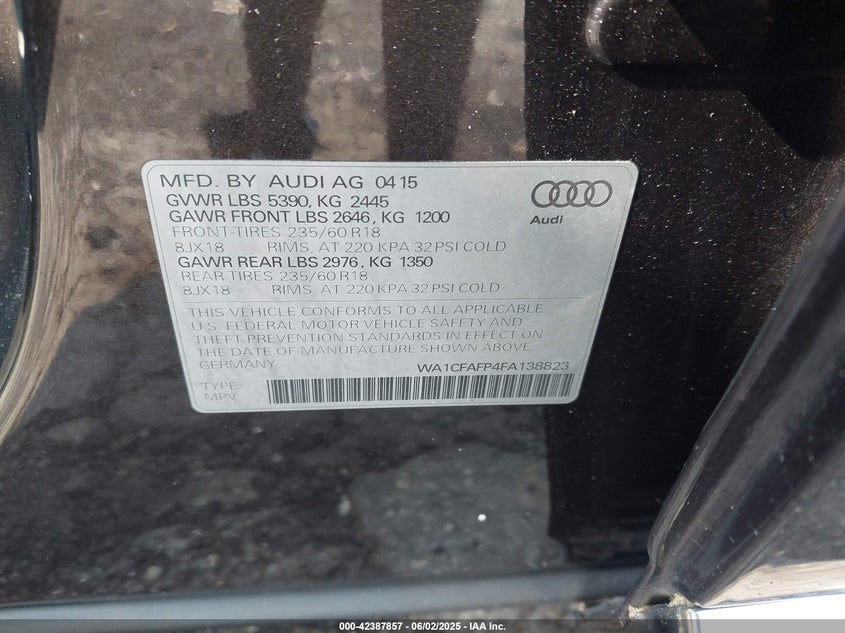 MFD. BY AUDI AG 04 15
GVWR LBS 5390, KG 2445
GAWR FRONT LBS 2646, KG 1200
FRONT-TIRES 235/60 R18
8JX18 RIMS, AT 220 KPA 32 PSI COLD
GAWR REAR LBS 2976, KG 1350
REAR-TIRES 235/60 R18
8JX18 RIMS, AT 220 KPA 32 PSI COLD
Audi
THIS VEHICLE CONFORMS TO ALL APPLICABLE
U.S. FEDERAL MOTOR VEHICLE SAFETY AND
THEFT PREVENTION STANDARDS IN EFFECT ON
THE DATE OF MANUFACTURE SHOWN ABOVE.
GERMANY WA1CFAFP4FA138823
TYPE
MPV
000-42387857 - 06/02/2025 - IAA Inc.